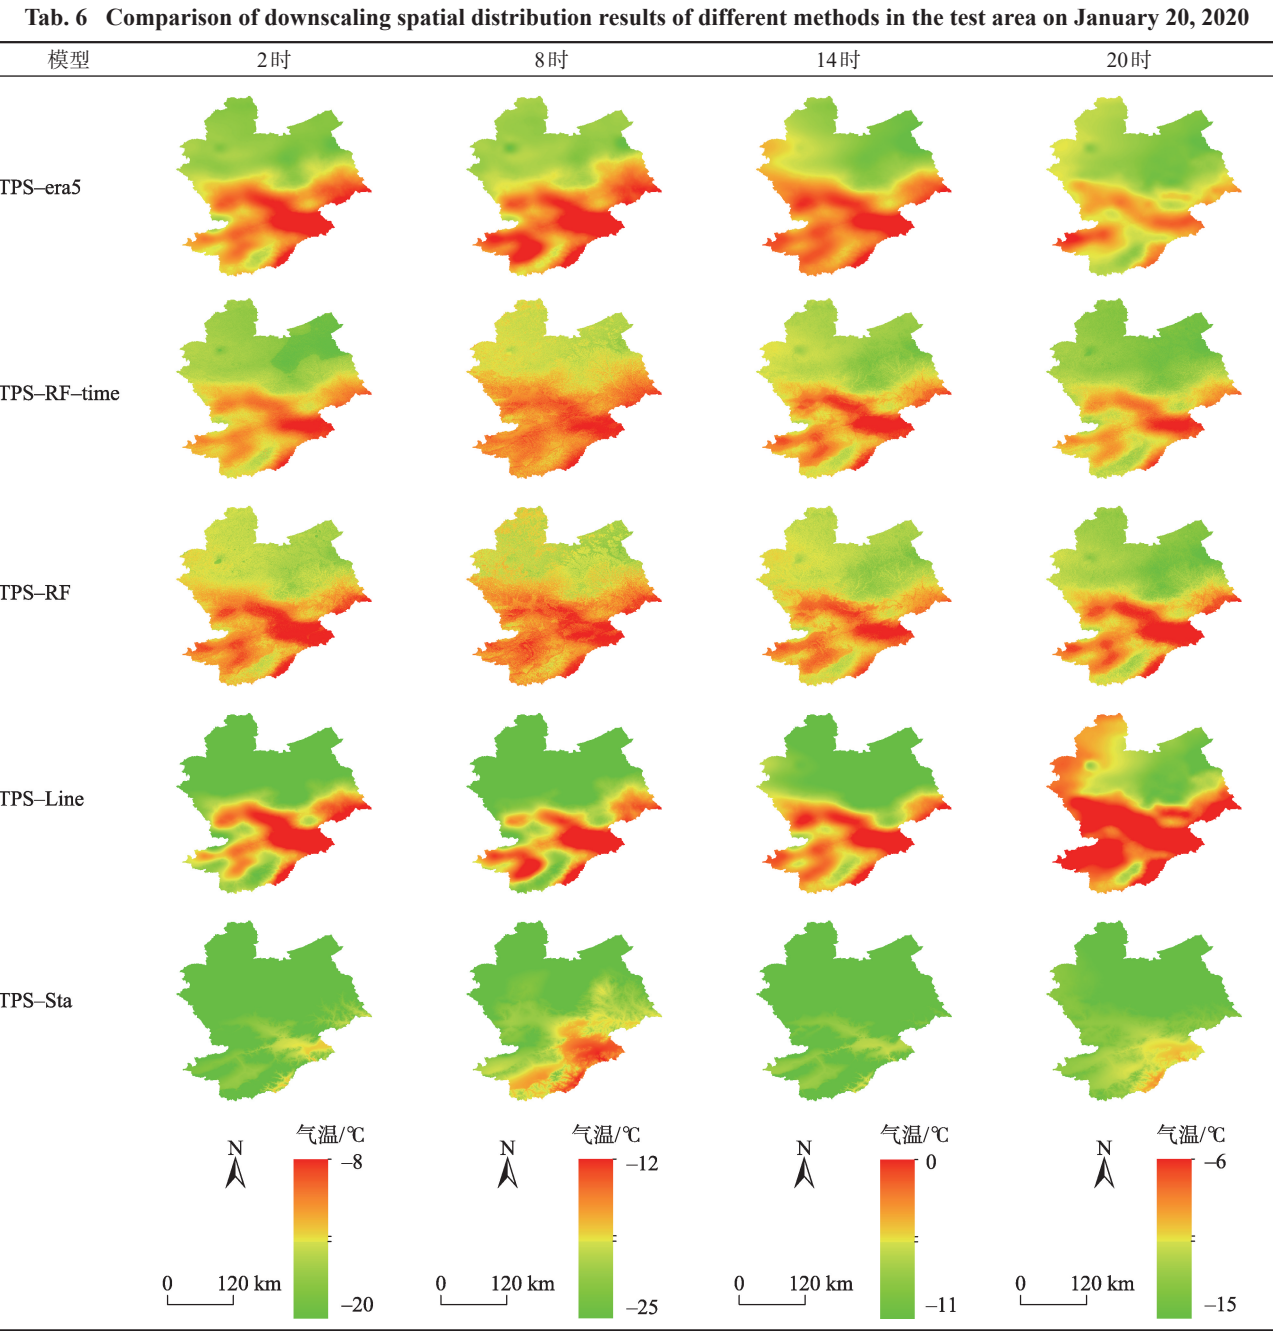 Tab. 6 Comparison of downscaling spatial distribution results of different methods in the test area on January 20, 2020
模型 2时 8时 14时 20时
TPS–era5
TPS–RF–time
TPS–RF
TPS–Line
TPS–Sta
气温/℃ 气温/℃ 气温/℃ 气温/℃
N N N N
–8 –12 0 –6
0 120 km 0 120 km 0 120 km 0 120 km
–20 –25 –11 –15